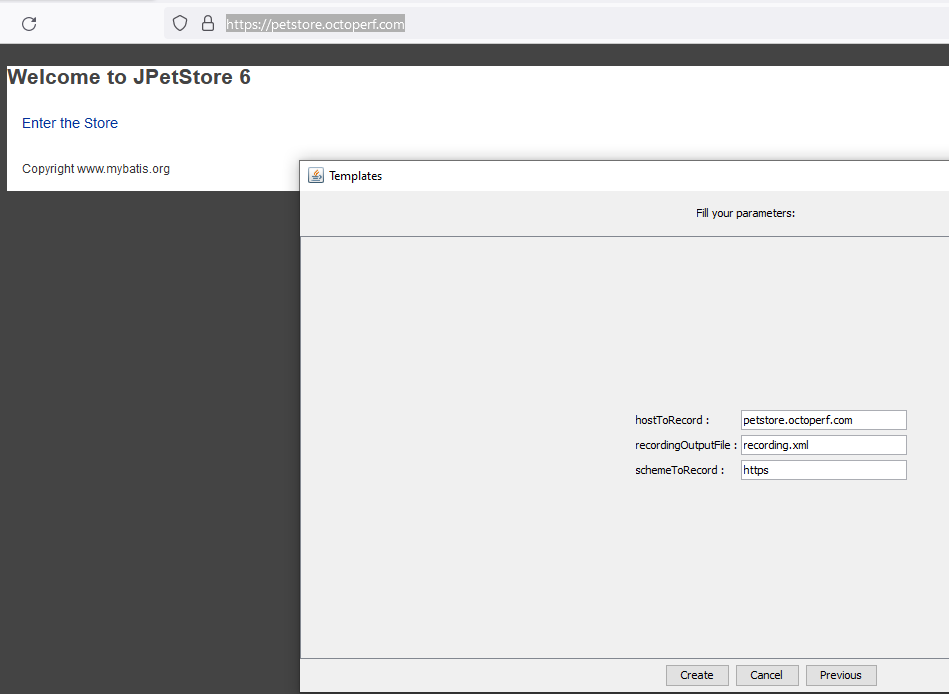 https://petstore.octoperf.com
Welcome to JPetStore 6
Enter the Store
Copyright www.mybatis.org
Templates
Fill your parameters:
hostToRecord : petstore.octoperf.com
recordingOutputFile : recording.xml
schemeToRecord : https
Create Cancel Previous